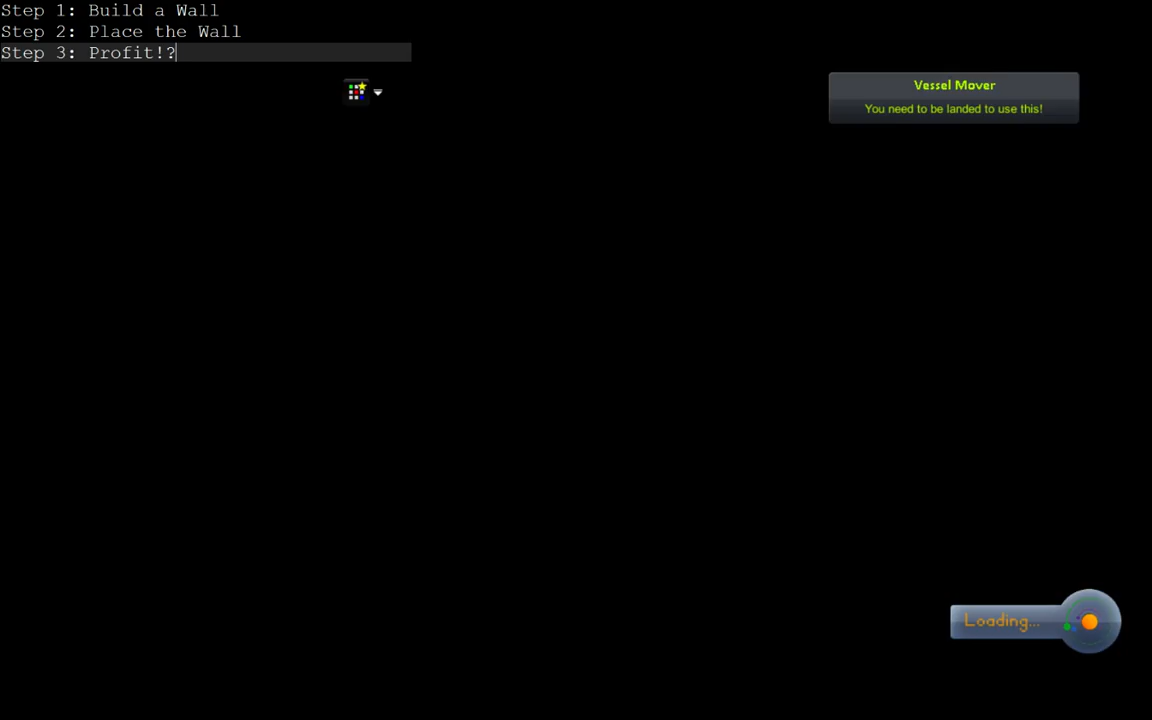 Step 1: Build a Wall
Step 2: Place the Wall
Step 3: Profit!?
Vessel Mover
You need to be landed to use this!
Loading...